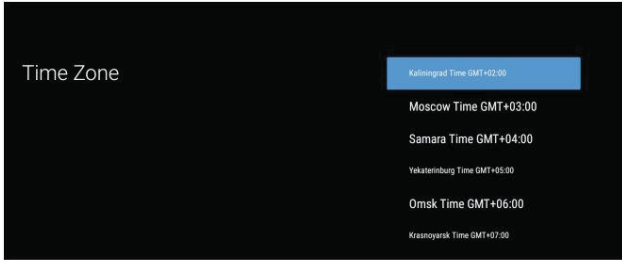 Time Zone
Kaliningrad Time GMT+02:00
Moscow Time GMT+03:00
Samara Time GMT+04:00
Yekaterinburg Time GMT+05:00
Omsk Time GMT+06:00
Krasnoyarsk Time GMT+07:00